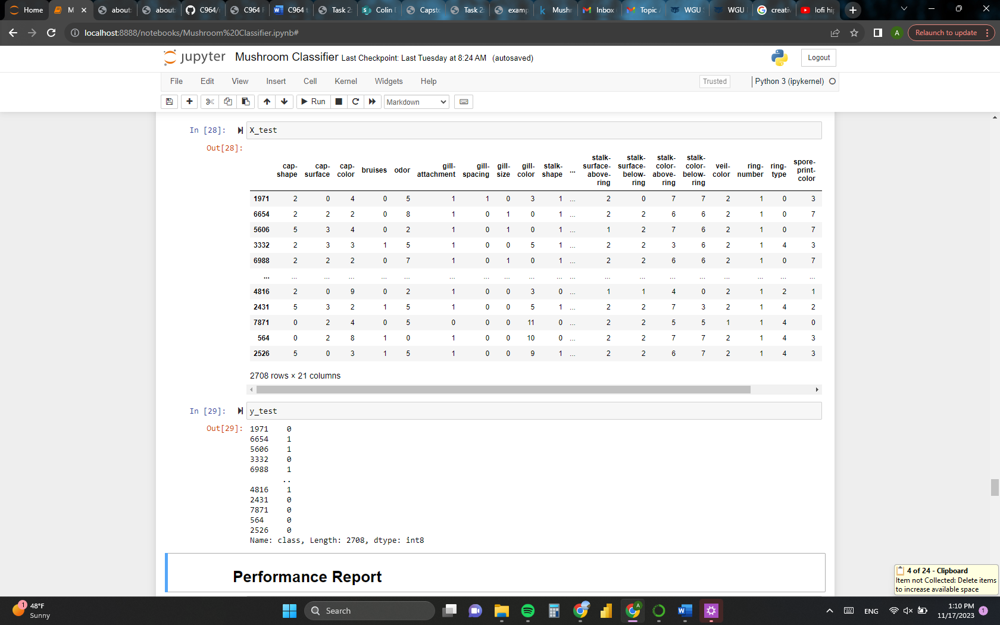 Home M about: about: C964/ C964 F C964 t Task 2: Colin Capst Task 2: examp Mushr Inbox Topic WGU WGU creativ lofi hip
localhost:8888/notebooks/Mushroom%20Classifier.ipynb# A Relaunch to update
jupyter Mushroom Classifier Last Checkpoint: Last Tuesday at 8:24 AM (autosaved) Logout
File Edit View Insert Cell Kernel Widgets Help Trusted Python 3 (ipykernel)
Run Markdown
In [28]: X_test
Out[28]:
cap-shape cap-surface cap-color bruises odor gill-attachment gill-spacing gill-size gill-color stalk-shape ... stalk-surface-above-ring stalk-surface-below-ring stalk-color-above-ring stalk-color-below-ring veil-color ring-number ring-type spore-print-color
1971 2 0 4 0 5 1 1 0 3 1 ... 2 0 7 7 2 1 0 3
6654 2 2 2 0 8 1 0 1 0 1 ... 2 2 6 6 2 1 0 7
5606 5 3 4 0 2 1 0 1 0 1 ... 1 2 7 6 2 1 0 7
3332 2 3 3 1 5 1 0 0 5 1 ... 2 2 3 6 2 1 4 3
6988 2 2 2 0 7 1 0 1 0 1 ... 2 2 6 6 2 1 0 7
... ... ... ... ... ... ... ... ... ... ... ... ... ... ... ... ... ... ... ...
4816 2 0 9 0 2 1 0 0 3 0 ... 1 1 4 0 2 1 2 1
2431 5 3 2 1 5 1 0 0 5 1 ... 2 2 7 3 2 1 4 2
7871 0 2 4 0 5 0 0 0 11 0 ... 2 2 5 5 1 1 4 0
564 0 2 8 1 0 1 0 0 10 0 ... 2 2 7 7 2 1 4 3
2526 5 0 3 1 5 1 0 0 9 1 ... 2 2 6 7 2 1 4 3
2708 rows × 21 columns
In [29]: y_test
Out[29]: 1971 0
6654 1
5606 1
3332 0
6988 1
..
4816 1
2431 0
7871 0
564 0
2526 0
Name: class, Length: 2708, dtype: int8
Performance Report
4 of 24 - Clipboard
Item not Collected: Delete items
to increase available space
1 48°F
Sunny
Search
ENG
1:10 PM
11/17/2023 1